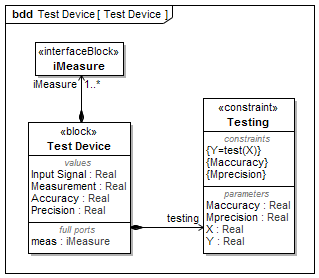 bdd Test Device [ Test Device ]
«interfaceBlock»
iMeasure
iMeasure 1..*
«block»
Test Device
values
Input Signal : Real
Measurement : Real
Accuracy : Real
Precision : Real
full ports
meas : iMeasure
testing
«constraint»
Testing
constraints
{Y=test(X)}
{Maccuracy}
{Mprecision}
parameters
Maccuracy : Real
Mprecision : Real
X : Real
Y : Real